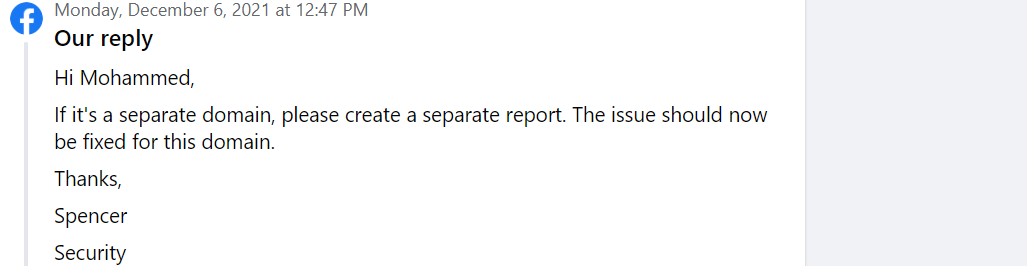 Monday, December 6, 2021 at 12:47 PM
Our reply
Hi Mohammed,
If it's a separate domain, please create a separate report. The issue should now
be fixed for this domain.
Thanks,
Spencer
Security